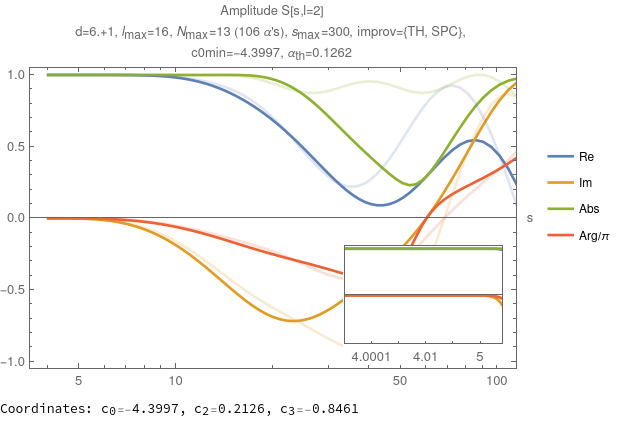 Amplitude S[s,l=2]
d=6.+1, lmax=16, Nmax=13 (106 α's), smax=300, improv={TH, SPC},
c0min=−4.3997, αth=0.1262
1.0
0.5
0.0
−0.5
−1.0
s
Re
Im
Abs
Arg/π
4.0001 4.01 5
5 10 50 100
Coordinates: c0=-4.3997, c2=0.2126, c3=-0.8461